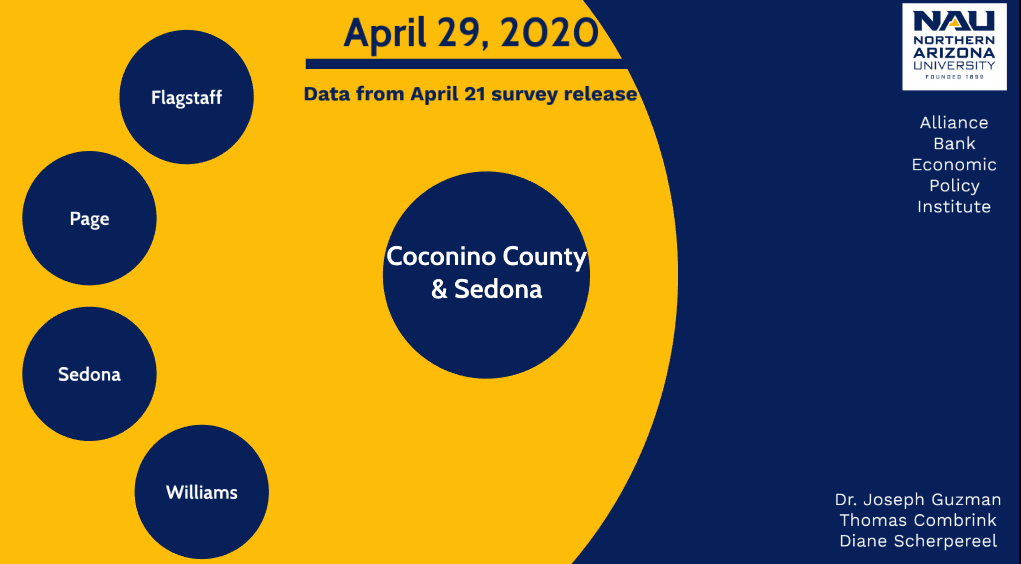 April 29, 2020
Data from April 21 survey release
Flagstaff
Page
Sedona
Williams
Coconino County
& Sedona
NAU
NORTHERN
ARIZONA
UNIVERSITY
FOUNDED 1899
Alliance
Bank
Economic
Policy
Institute
Dr. Joseph Guzman
Thomas Combrink
Diane Scherpereel